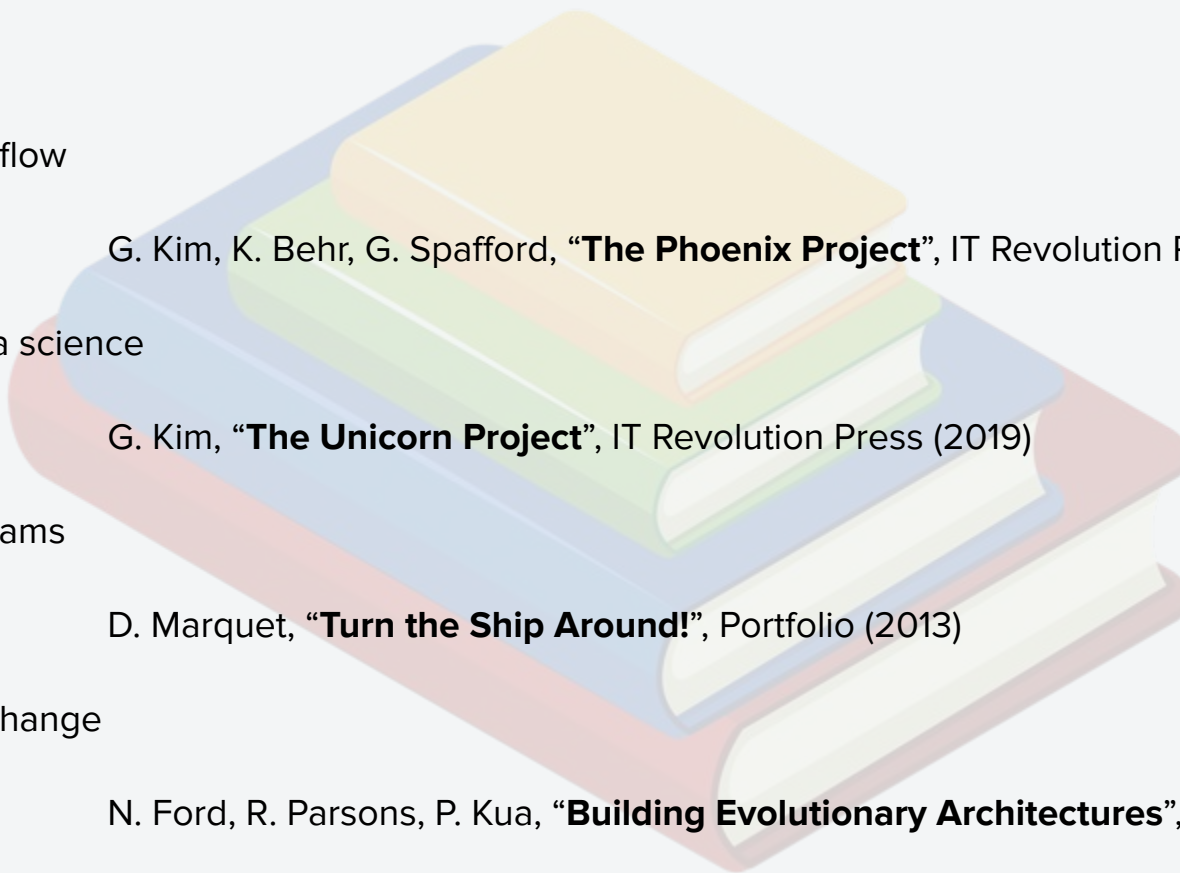 flow
G. Kim, K. Behr, G. Spafford, “The Phoenix Project”, IT Revolution
a science
G. Kim, “The Unicorn Project”, IT Revolution Press (2019)
ams
D. Marquet, “Turn the Ship Around!”, Portfolio (2013)
hange
N. Ford, R. Parsons, P. Kua, “Building Evolutionary Architectures”,